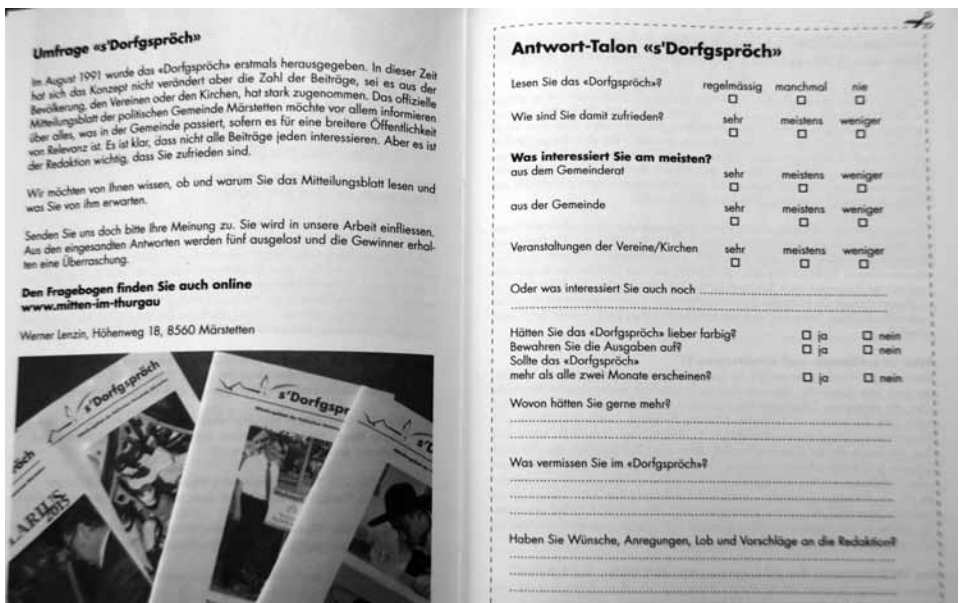 Umfrage «s'Dorfgspröch»
Im August 1991 wurde das «Dorfgspröch» erstmals herausgegeben. In dieser Zeit
hat sich das Konzept nicht verändert aber die Zahl der Beiträge, sei es aus der
Bevölkerung, den Vereinen oder den Kirchen, hat stark zugenommen. Das offizielle
Mitteilungsblatt der politischen Gemeinde Märstetten möchte vor allem informieren
über alles, was in der Gemeinde passiert, sofern es für eine breitere Öffentlichkeit
von Relevanz ist. Es ist klar, dass nicht alle Beiträge jeden interessieren. Aber es ist
der Redaktion wichtig, dass Sie zufrieden sind.
Wir möchten von Ihnen wissen, ob und warum Sie das Mitteilungsblatt lesen und
was Sie von ihm erwarten.
Senden Sie uns doch bitte Ihre Meinung zu. Sie wird in unsere Arbeit einfliessen.
Aus den eingesandten Antworten werden fünf ausgelost und die Gewinner erhal-
ten eine Überraschung.
Den Fragebogen finden Sie auch online
www.mitten-im-thurgau
Werner Lenzin, Höhenweg 18, 8560 Märstetten
s'Dorfgspröch
s'Dorfgspr
s'D
öch
LARII'S
2015
Antwort-Talon «s'Dorfgspröch»
Lesen Sie das «Dorfgspröch»? regelmässig manchmal nie
Wie sind Sie damit zufrieden? sehr meistens weniger
Was interessiert Sie am meisten?
aus dem Gemeinderat sehr meistens weniger
aus der Gemeinde sehr meistens weniger
Veranstaltungen der Vereine/Kirchen sehr meistens weniger
Oder was interessiert Sie auch noch
Hätten Sie das «Dorfgspröch» lieber farbig? ja nein
Bewahren Sie die Ausgaben auf? ja nein
Sollte das «Dorfgspröch»
mehr als alle zwei Monate erscheinen? ja nein
Wovon hätten Sie gerne mehr?
Was vermissen Sie im «Dorfgspröch»?
Haben Sie Wünsche, Anregungen, Lob und Vorschläge an die Redaktion?